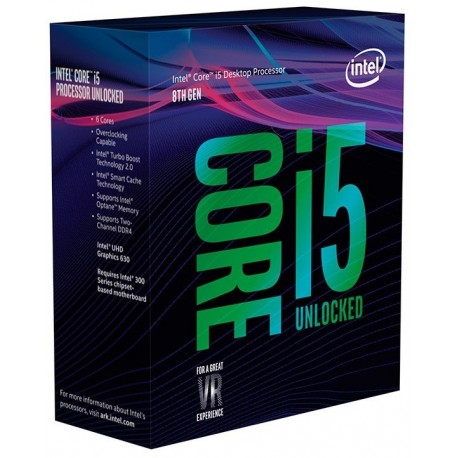 INTEL® CORE™ i5
PROCESSOR UNLOCKED
• 6 Cores
• Overclocking
Capable
• Intel® Turbo Boost
Technology 2.0
• Intel® Smart Cache
Technology
• Supports Intel®
Optane™ Memory
• Supports Two-
Channel DDR4
Intel® UHD
Graphics 630
Requires Intel® 300
Series chipset-
based motherboard
For more information about Intel's
processors, visit ark.intel.com
Intel® Core™ i5 Desktop Processor
8TH GEN
intel
CORE
i5
UNLOCKED
FOR A GREAT
VR
EXPERIENCE